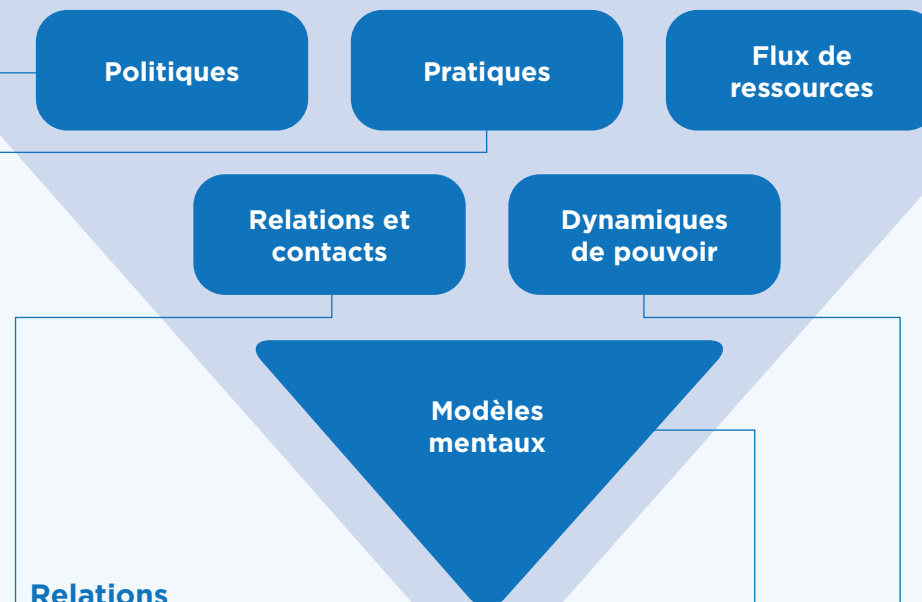 Politiques
Pratiques
Flux de
ressources
Relations et
contacts
Dynamiques
de pouvoir
Modèles
mentaux
Relations